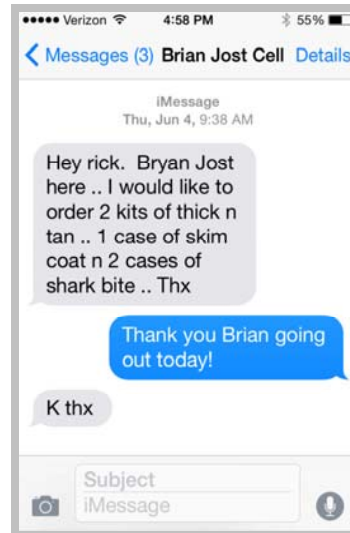 Verizon 4:58 PM 55%
Messages (3) Brian Jost Cell Details
iMessage
Thu, Jun 4, 9:38 AM
Hey rick.  Bryan Jost
here .. I would like to
order 2 kits of thick n
tan .. 1 case of skim
coat n 2 cases of
shark bite .. Thx
Thank you Brian going
out today!
K thx
Subject
iMessage